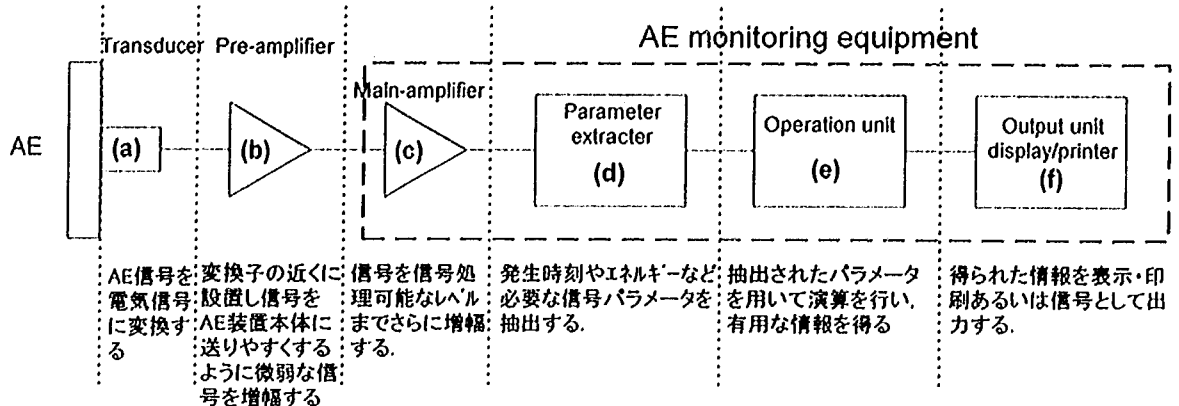 AE monitoring equipment
Transducer
Pre-amplifier
Main-amplifier
AE
(a)
(b)
(c)
Parameter
extracter
(d)
Operation unit
(e)
Output unit
display/printer
(f)
AE信号を
電気信号
に変換す
る
変換子の近くに
設置し信号を
AE装置本体に
送りやすくする
ように微弱な信
号を増幅する
信号を信号処
理可能なレベル
までさらに増幅
する.
発生時刻やエネルギーなど
必要な信号パラメータを
抽出する.
抽出されたパラメータ
を用いて演算を行い,
有用な情報を得る
得られた情報を表示・印
刷あるいは信号として出
力する.